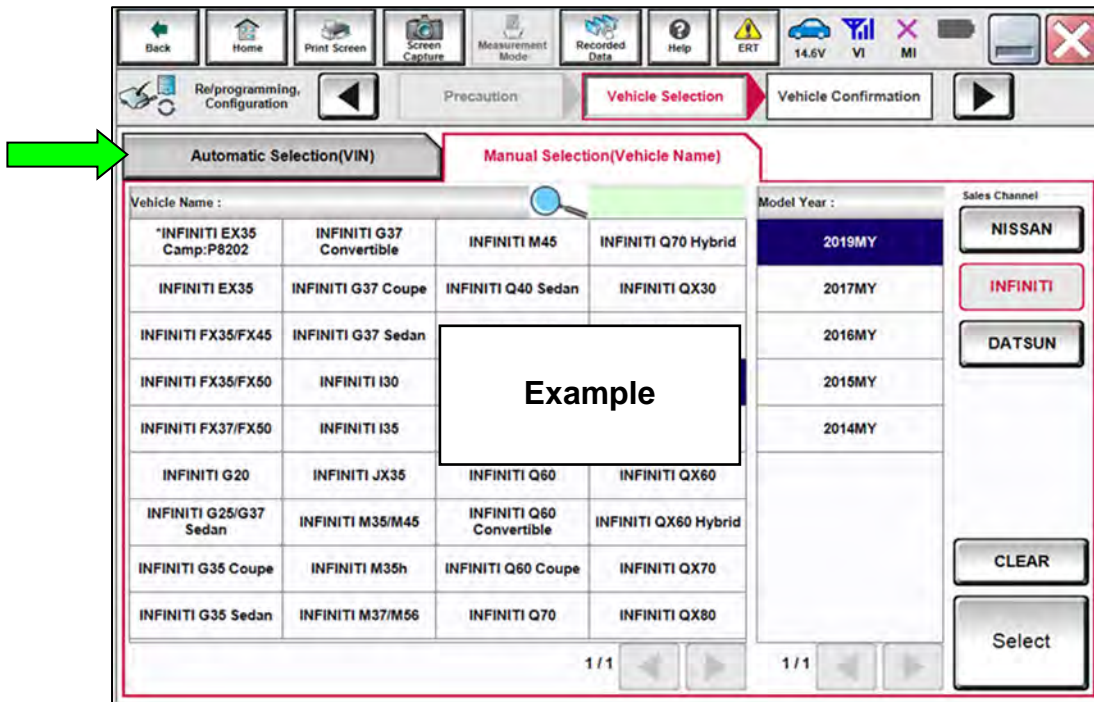 Back
Home
Print Screen
Screen
Capture
Measurement
Mode
Recorded
Data
Help
ERT
14.6V
VI
MI
Re/programming,
Configuration
Precaution
Vehicle Selection
Vehicle Confirmation
Automatic Selection(VIN)
Manual Selection(Vehicle Name)
Vehicle Name :
Model Year :
Sales Channel
*INFINITI EX35
Camp:P8202
INFINITI G37
Convertible
INFINITI M45
INFINITI Q70 Hybrid
2019MY
NISSAN
INFINITI EX35
INFINITI G37 Coupe
INFINITI Q40 Sedan
INFINITI QX30
2017MY
INFINITI
INFINITI FX35/FX45
INFINITI G37 Sedan
2016MY
DATSUN
INFINITI FX35/FX50
INFINITI I30
Example
2015MY
INFINITI FX37/FX50
INFINITI I35
2014MY
INFINITI G20
INFINITI JX35
INFINITI Q60
INFINITI QX60
INFINITI G25/G37
Sedan
INFINITI M35/M45
INFINITI Q60
Convertible
INFINITI QX60 Hybrid
INFINITI G35 Coupe
INFINITI M35h
INFINITI Q60 Coupe
INFINITI QX70
CLEAR
INFINITI G35 Sedan
INFINITI M37/M56
INFINITI Q70
INFINITI QX80
Select
1/1
1/1